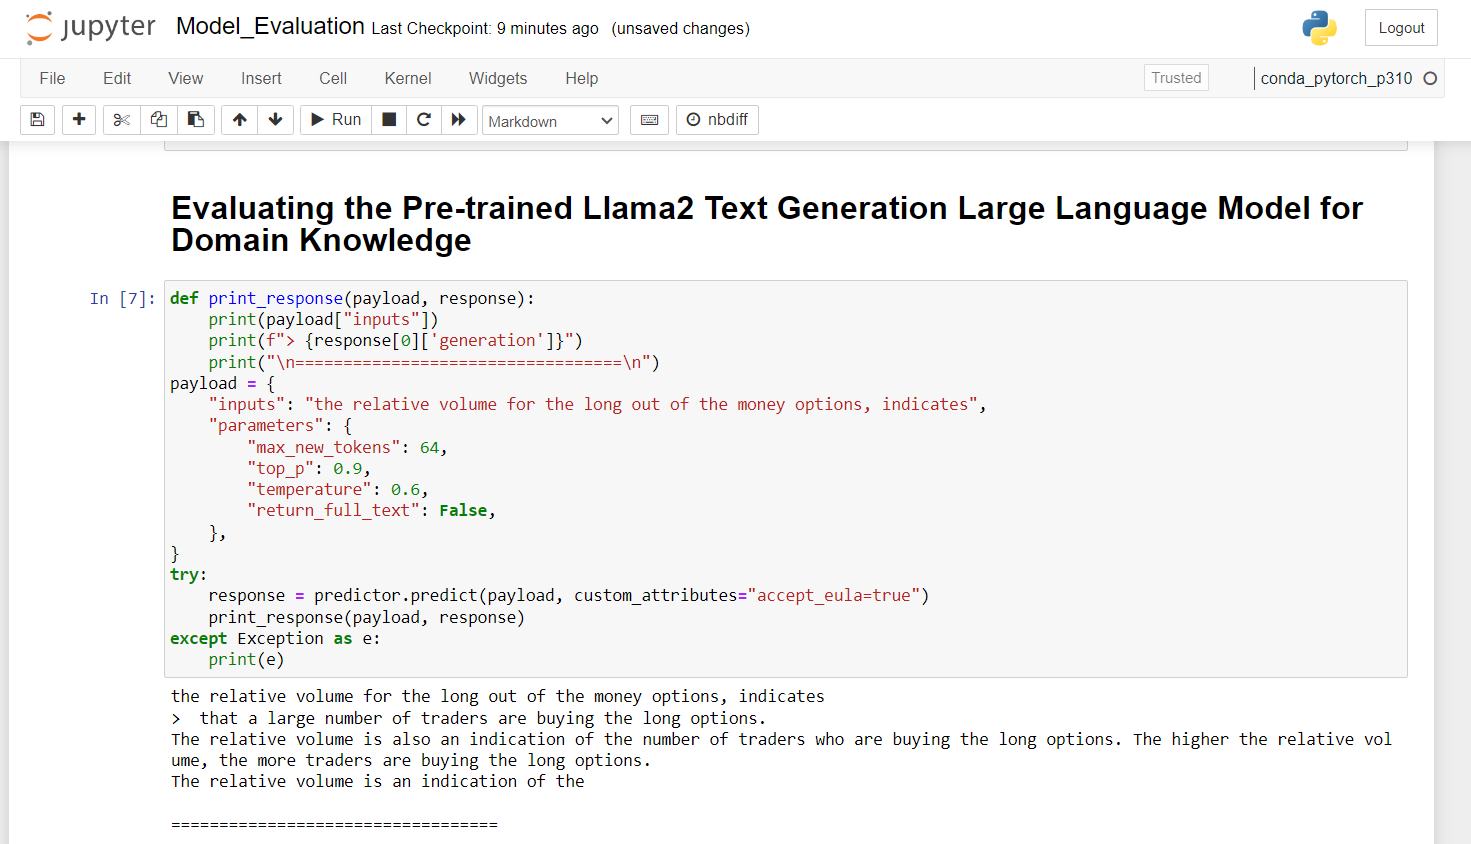 jupyter Model_Evaluation Last Checkpoint: 9 minutes ago (unsaved changes) Logout
File Edit View Insert Cell Kernel Widgets Help Trusted conda_pytorch_p310
Run Markdown nbdiff
Evaluating the Pre-trained Llama2 Text Generation Large Language Model for
Domain Knowledge
In [7]: def print_response(payload, response):
    print(payload["inputs"])
    print(f"> {response[0]['generation']}")
    print("\n==================================\n")
payload = {
    "inputs": "the relative volume for the long out of the money options, indicates",
    "parameters": {
        "max_new_tokens": 64,
        "top_p": 0.9,
        "temperature": 0.6,
        "return_full_text": False,
    },
}
try:
    response = predictor.predict(payload, custom_attributes="accept_eula=true")
    print_response(payload, response)
except Exception as e:
    print(e)
the relative volume for the long out of the money options, indicates
>  that a large number of traders are buying the long options.
The relative volume is also an indication of the number of traders who are buying the long options. The higher the relative vol
ume, the more traders are buying the long options.
The relative volume is an indication of the
==================================